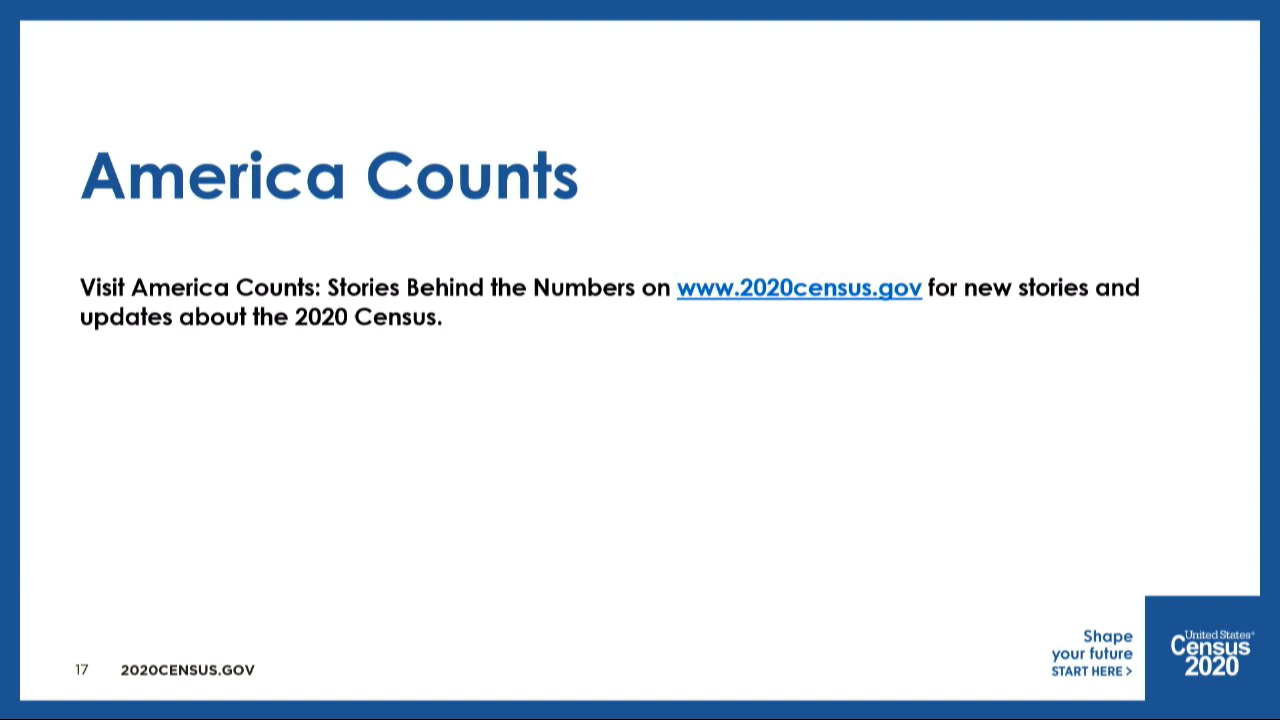 America Counts
Visit America Counts: Stories Behind the Numbers on www.2020census.gov for new stories and
updates about the 2020 Census.
Shape
your future
START HERE >
United States®
Census
2020
17 2020CENSUS.GOV